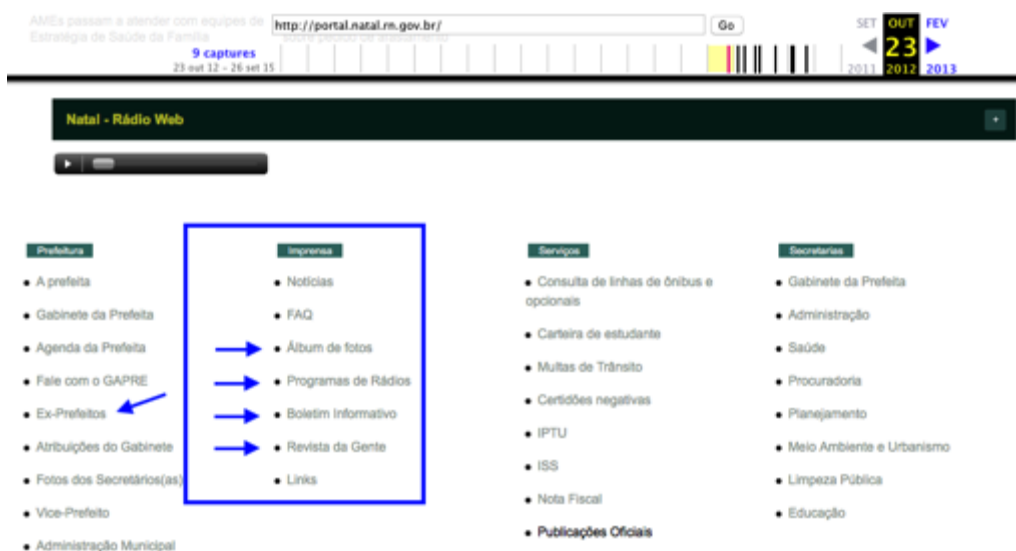 AMEs passam a atender com equipes de
Estratégia de Saúde da Família
sobre pedido de afastamento
http://portal.natal.rn.gov.br/
Go
9 captures
23 out 12 - 26 set 15
SET OUT FEV
23
2011 2012 2013
Natal - Rádio Web
+
Prefeitura
A prefeita
Gabinete da Prefeita
Agenda da Prefeita
Fale com o GAPRE
Ex-Prefeitos
Atribuições do Gabinete
Fotos dos Secretários(as)
Vice-Prefeito
Administração Municipal
Imprensa
Notícias
FAQ
Álbum de fotos
Programas de Rádios
Boletim Informativo
Revista da Gente
Links
Serviços
Consulta de linhas de ônibus e
opcionais
Carteira de estudante
Multas de Trânsito
Certidões negativas
IPTU
ISS
Nota Fiscal
Publicações Oficiais
Secretarias
Gabinete da Prefeita
Administração
Saúde
Procuradoria
Planejamento
Meio Ambiente e Urbanismo
Limpeza Pública
Educação